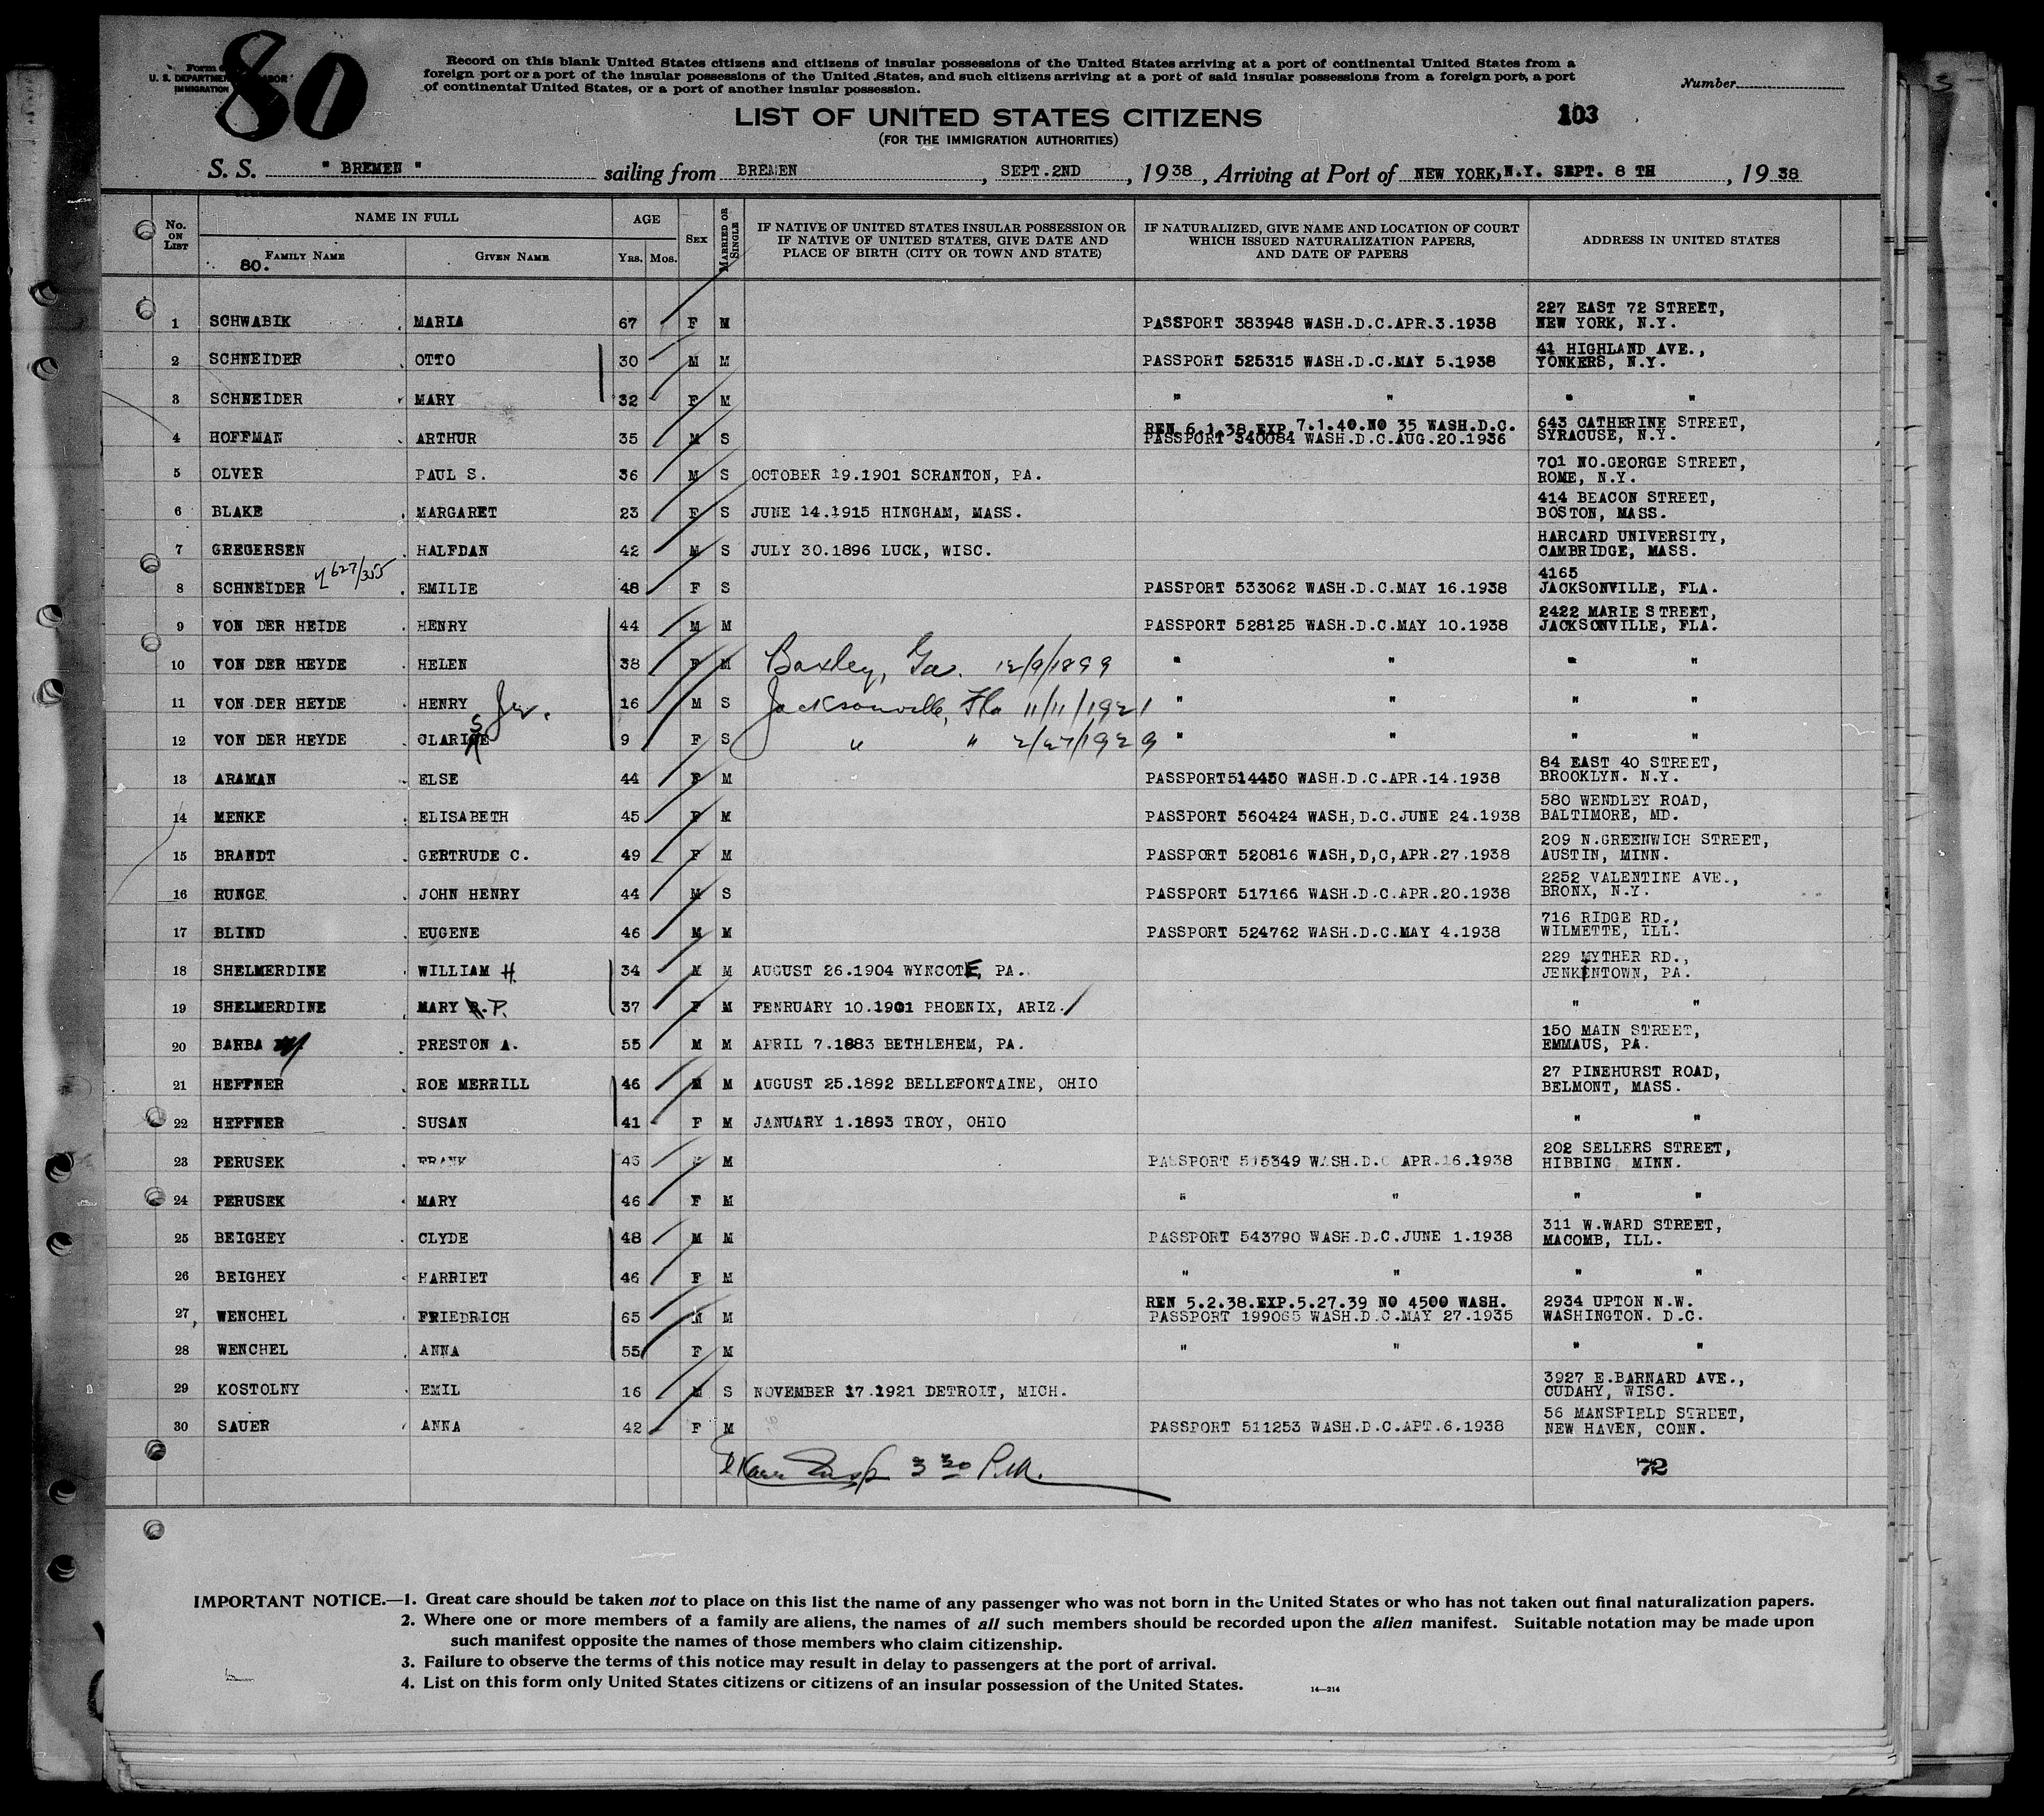 80
Form
U. S. DEPARTMENT LABOR
IMMIGRATION
Record on this blank United States citizens and citizens of insular possessions of the United States arriving at a port of continental United States from a
foreign port or a port of the insular possessions of the United States, and such citizens arriving at a port of said insular possessions from a foreign port, a port
of continental United States, or a port of another insular possession.
Number
3
LIST OF UNITED STATES CITIZENS
103
(FOR THE IMMIGRATION AUTHORITIES)
S. S. " BREMEN " sailing from BREMEN , SEPT.2ND , 1938 , Arriving at Port of NEW YORK,N.Y. SEPT. 8 TH , 19 38
No. ON LIST
NAME IN FULL
FAMILY NAME
80.
GIVEN NAME
AGE
YRS. MOS.
SEX
MARRIED OR SINGLE
IF NATIVE OF UNITED STATES INSULAR POSSESSION OR
IF NATIVE OF UNITED STATES, GIVE DATE AND
PLACE OF BIRTH (CITY OR TOWN AND STATE)
IF NATURALIZED, GIVE NAME AND LOCATION OF COURT
WHICH ISSUED NATURALIZATION PAPERS,
AND DATE OF PAPERS
ADDRESS IN UNITED STATES
227 EAST 72 STREET,
1 SCHWABIK MARIA 67 F M PASSPORT 383948 WASH.D.C.APR.3.1938 NEW YORK, N.Y.
41 HIGHLAND AVE.,
2 SCHNEIDER OTTO 30 M M PASSPORT 525315 WASH.D.C.MAY 5.1938 YONKERS, N.Y.
3 SCHNEIDER MARY 32 F M " " " "
REN 6.1.38.EXP 7.1.40.NO 35 WASH.D.C. 643 CATHERINE STREET,
4 HOFFMAN ARTHUR 35 M S PASSPORT 340084 WASH.D.C.AUG.20.1936 SYRACUSE, N.Y.
701 NO.GEORGE STREET,
5 OLVER PAUL S. 36 M S OCTOBER 19.1901 SCRANTON, PA. ROME, N.Y.
414 BEACON STREET,
6 BLAKE MARGARET 23 F S JUNE 14.1915 HINGHAM, MASS. BOSTON, MASS.
HARCARD UNIVERSITY,
7 GREGERSEN HALFDAN 42 M S JULY 30.1896 LUCK, WISC. CAMBRIDGE, MASS.
627/355 4165
8 SCHNEIDER EMILIE 48 F S PASSPORT 533062 WASH.D.C.MAY 16.1938 JACKSONVILLE, FLA.
2422 MARIE STREET,
9 VON DER HEIDE HENRY 44 M M PASSPORT 528125 WASH.D.C.MAY 10.1938 JACKSONVILLE, FLA.
10 VON DER HEYDE HELEN 38 F M Baxley, Ga. 12/9/1899 " " " "
11 VON DER HEYDE HENRY Jr. 16 M S Jacksonville, Fla 11/11/1921 " " " "
S
12 VON DER HEYDE CLARICE 9 F S " " 2/27/1929 " " " "
84 EAST 40 STREET,
13 ARAMAN ELSE 44 F M PASSPORT514450 WASH.D.C.APR.14.1938 BROOKLYN. N.Y.
580 WENDLEY ROAD,
14 MENKE ELISABETH 45 F M PASSPORT 560424 WASH,D.C.JUNE 24.1938 BALTIMORE, MD.
209 N.GREENWICH STREET,
15 BRANDT GERTRUDE C. 49 F M PASSPORT 520816 WASH,D,C,APR.27.1938 AUSTIN, MINN.
2252 VALENTINE AVE.,
16 RUNGE JOHN HENRY 44 M S PASSPORT 517166 WASH.D.C.APR.20.1938 BRONX, N.Y.
716 RIDGE RD.,
17 BLIND EUGENE 46 M M PASSPORT 524762 WASH.D.C.MAY 4.1938 WILMETTE, ILL.
229 MYTHER RD.,
18 SHELMERDINE WILLIAM H 34 M M AUGUST 26.1904 WYNCOTE, PA. JENKINTOWN, PA.
19 SHELMERDINE MARY P. 37 F M FENRUARY 10.1901 PHOENIX, ARIZ. " "
150 MAIN STREET,
20 BARBA PRESTON A. 55 M M APRIL 7.1883 BETHLEHEM, PA. EMMAUS, PA.
27 PINEHURST ROAD,
21 HEFFNER ROE MERRILL 46 M M AUGUST 25.1892 BELLEFONTAINE, OHIO BELMONT, MASS.
22 HEFFNER SUSAN 41 F M JANUARY 1.1893 TROY, OHIO " "
202 SELLERS STREET,
23 PERUSEK FRANK 43 M M PASSPORT 515349 WASH.D.C APR.16.1938 HIBBING MINN.
24 PERUSEK MARY 46 F M " " " "
311 W.WARD STREET,
25 BEIGHEY CLYDE 48 M M PASSPORT 543790 WASH.D.C.JUNE 1.1938 MACOMB, ILL.
26 BEIGHEY HARRIET 46 F M " " " "
REN 5.2.38.EXP.5.27.39 NO 4500 WASH. 2934 UPTON N.W.
27 WENCHEL FRIEDRICH 65 M M PASSPORT 199065 WASH.D.C.MAY 27.1935 WASHINGTON. D.C.
28 WENCHEL ANNA 55 F M " " " "
3927 E.BARNARD AVE.,
29 KOSTOLNY EMIL 16 M S NOVEMBER 17.1921 DETROIT, MICH. CUDAHY, WISC.
56 MANSFIELD STREET,
30 SAUER ANNA 42 F M PASSPORT 511253 WASH.D.C.APT.6.1938 NEW HAVEN, CONN.
3 30 P.M.
72
IMPORTANT NOTICE.—1. Great care should be taken not to place on this list the name of any passenger who was not born in the United States or who has not taken out final naturalization papers.
2. Where one or more members of a family are aliens, the names of all such members should be recorded upon the alien manifest. Suitable notation may be made upon
such manifest opposite the names of those members who claim citizenship.
3. Failure to observe the terms of this notice may result in delay to passengers at the port of arrival.
4. List on this form only United States citizens or citizens of an insular possession of the United States.
14—214